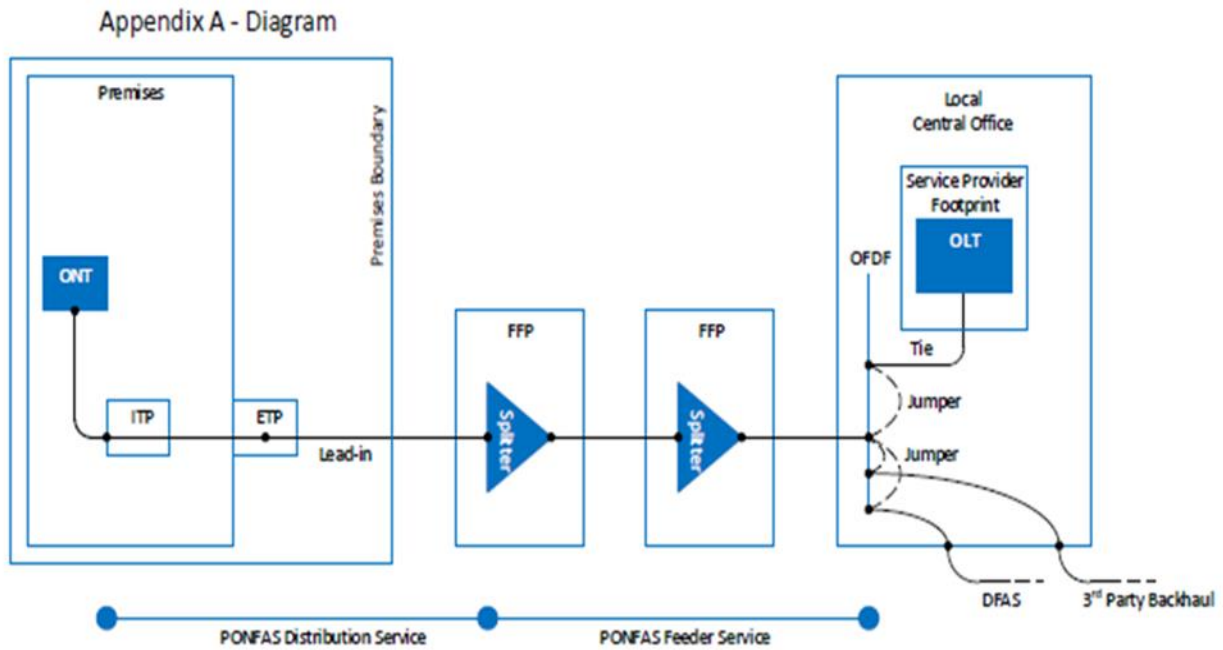 Appendix A - Diagram
Premises
Premises Boundary
ONT
ITP
ETP
Lead-in
FFP
Splitter
FFP
Splitter
Local
Central Office
Service Provider
Footprint
OLT
OFDF
Tie
Jumper
Jumper
DFAS
3rd Party Backhaul
PONFAS Distribution Service
PONFAS Feeder Service